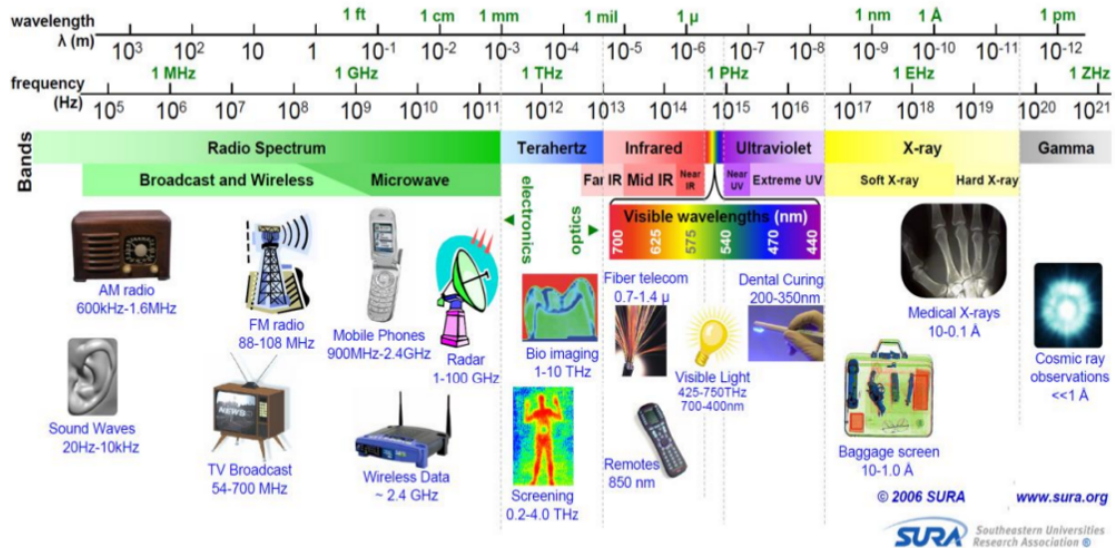 1 ft 1 cm 1 mm 1 mil 1 µ 1 nm 1 Å 1 pm
wavelength
λ (m)
10³ 10² 10 1 10⁻¹ 10⁻² 10⁻³ 10⁻⁴ 10⁻⁵ 10⁻⁶ 10⁻⁷ 10⁻⁸ 10⁻⁹ 10⁻¹⁰ 10⁻¹¹ 10⁻¹²
1 MHz 1 GHz 1 THz 1 PHz 1 EHz 1 ZHz
frequency
(Hz)
10⁵ 10⁶ 10⁷ 10⁸ 10⁹ 10¹⁰ 10¹¹ 10¹² 10¹³ 10¹⁴ 10¹⁵ 10¹⁶ 10¹⁷ 10¹⁸ 10¹⁹ 10²⁰ 10²¹
Bands
Radio Spectrum Terahertz Infrared Ultraviolet X-ray Gamma
Broadcast and Wireless Microwave Far IR Mid IR Near IR Near UV Extreme UV Soft X-ray Hard X-ray
electronics
optics
Visible wavelengths (nm)
700 625 575 540 470 440
AM radio
600kHz-1.6MHz
FM radio
88-108 MHz
Mobile Phones
900MHz-2.4GHz
Radar
1-100 GHz
Bio imaging
1-10 THz
Fiber telecom
0.7-1.4 µ
Visible Light
425-750THz
700-400nm
Dental Curing
200-350nm
Medical X-rays
10-0.1 Å
Cosmic ray
observations
<<1 Å
Sound Waves
20Hz-10kHz
NEWS
TV Broadcast
54-700 MHz
Wireless Data
~ 2.4 GHz
Screening
0.2-4.0 THz
Remotes
850 nm
Baggage screen
10-1.0 Å
© 2006 SURA www.sura.org
SURA
Southeastern Universities
Research Association ®